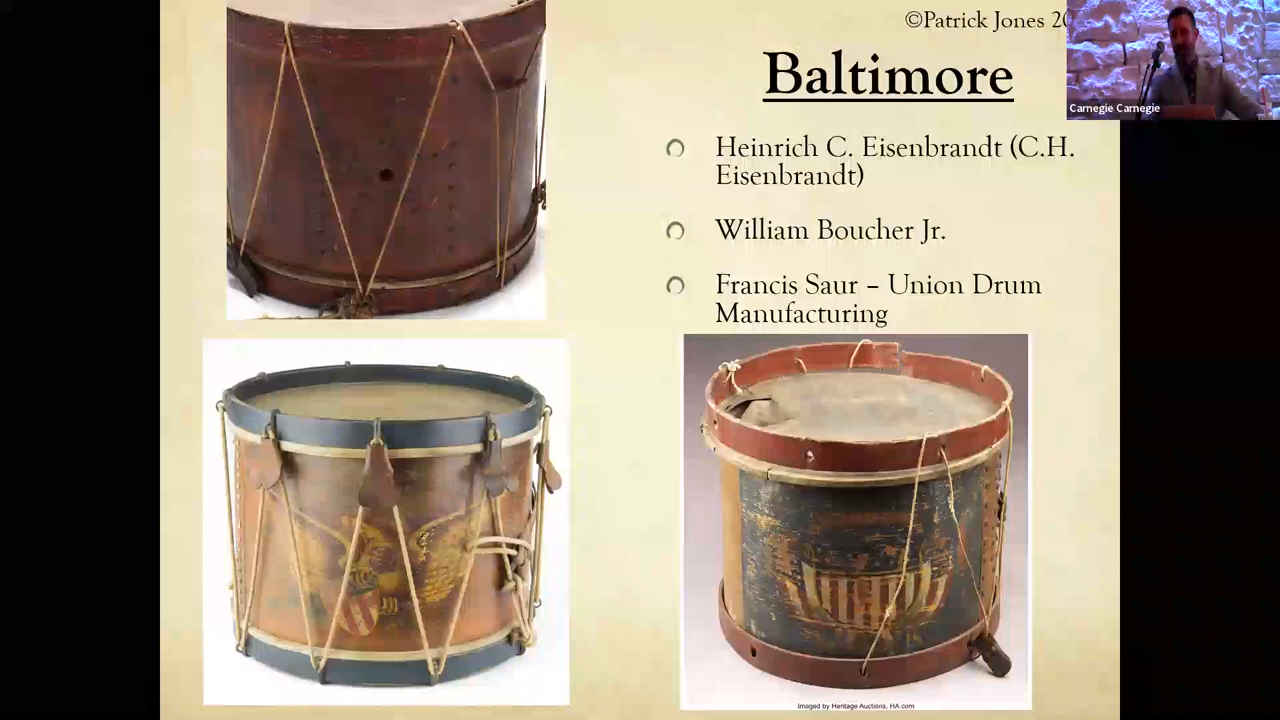 ©Patrick Jones
Baltimore
Carnegie Carnegie
Heinrich C. Eisenbrandt (C.H.
Eisenbrandt)
William Boucher Jr.
Francis Saur – Union Drum
Manufacturing
Imaged by Heritage Auctions, HA.com